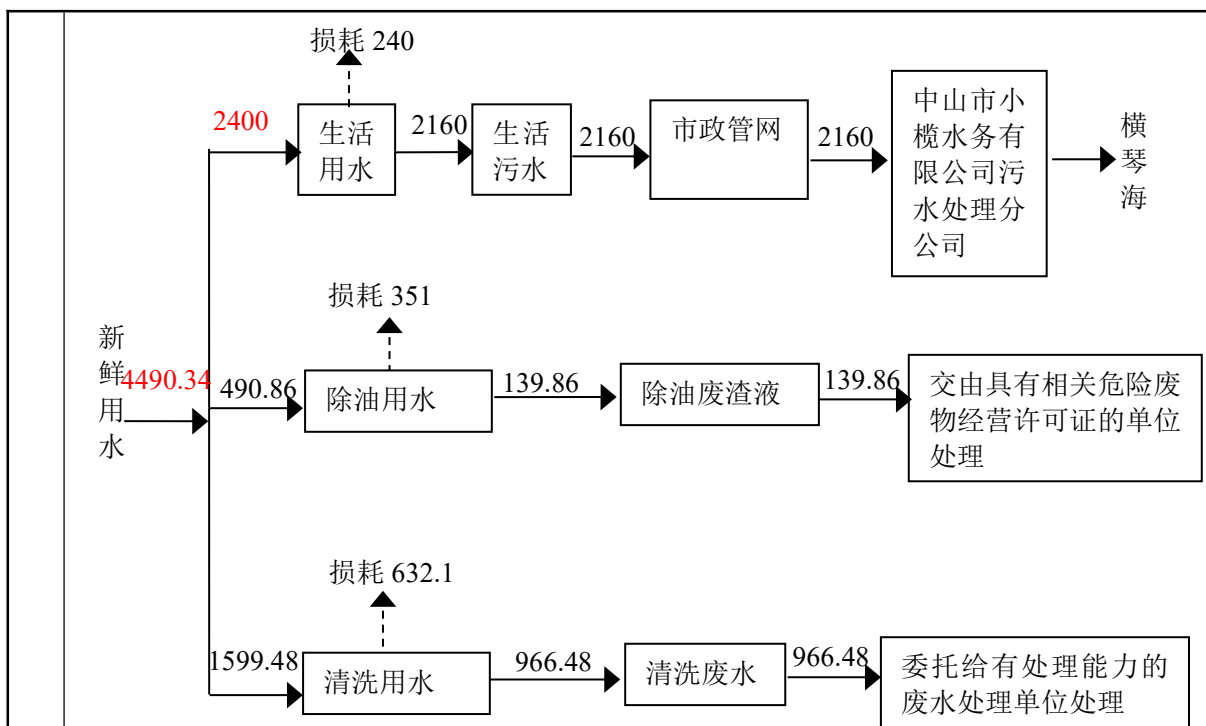 损耗 240
2400
生活
用水
2160
生活
污水
2160
市政管网
2160
中山市小
榄水务有
限公司污
水处理分
公司
横
琴
海
新
鲜
用
水
4490.34
损耗 351
490.86
除油用水
139.86
除油废渣液
139.86
交由具有相关危险废
物经营许可证的单位
处理
损耗 632.1
1599.48
清洗用水
966.48
清洗废水
966.48
委托给有处理能力的
废水处理单位处理